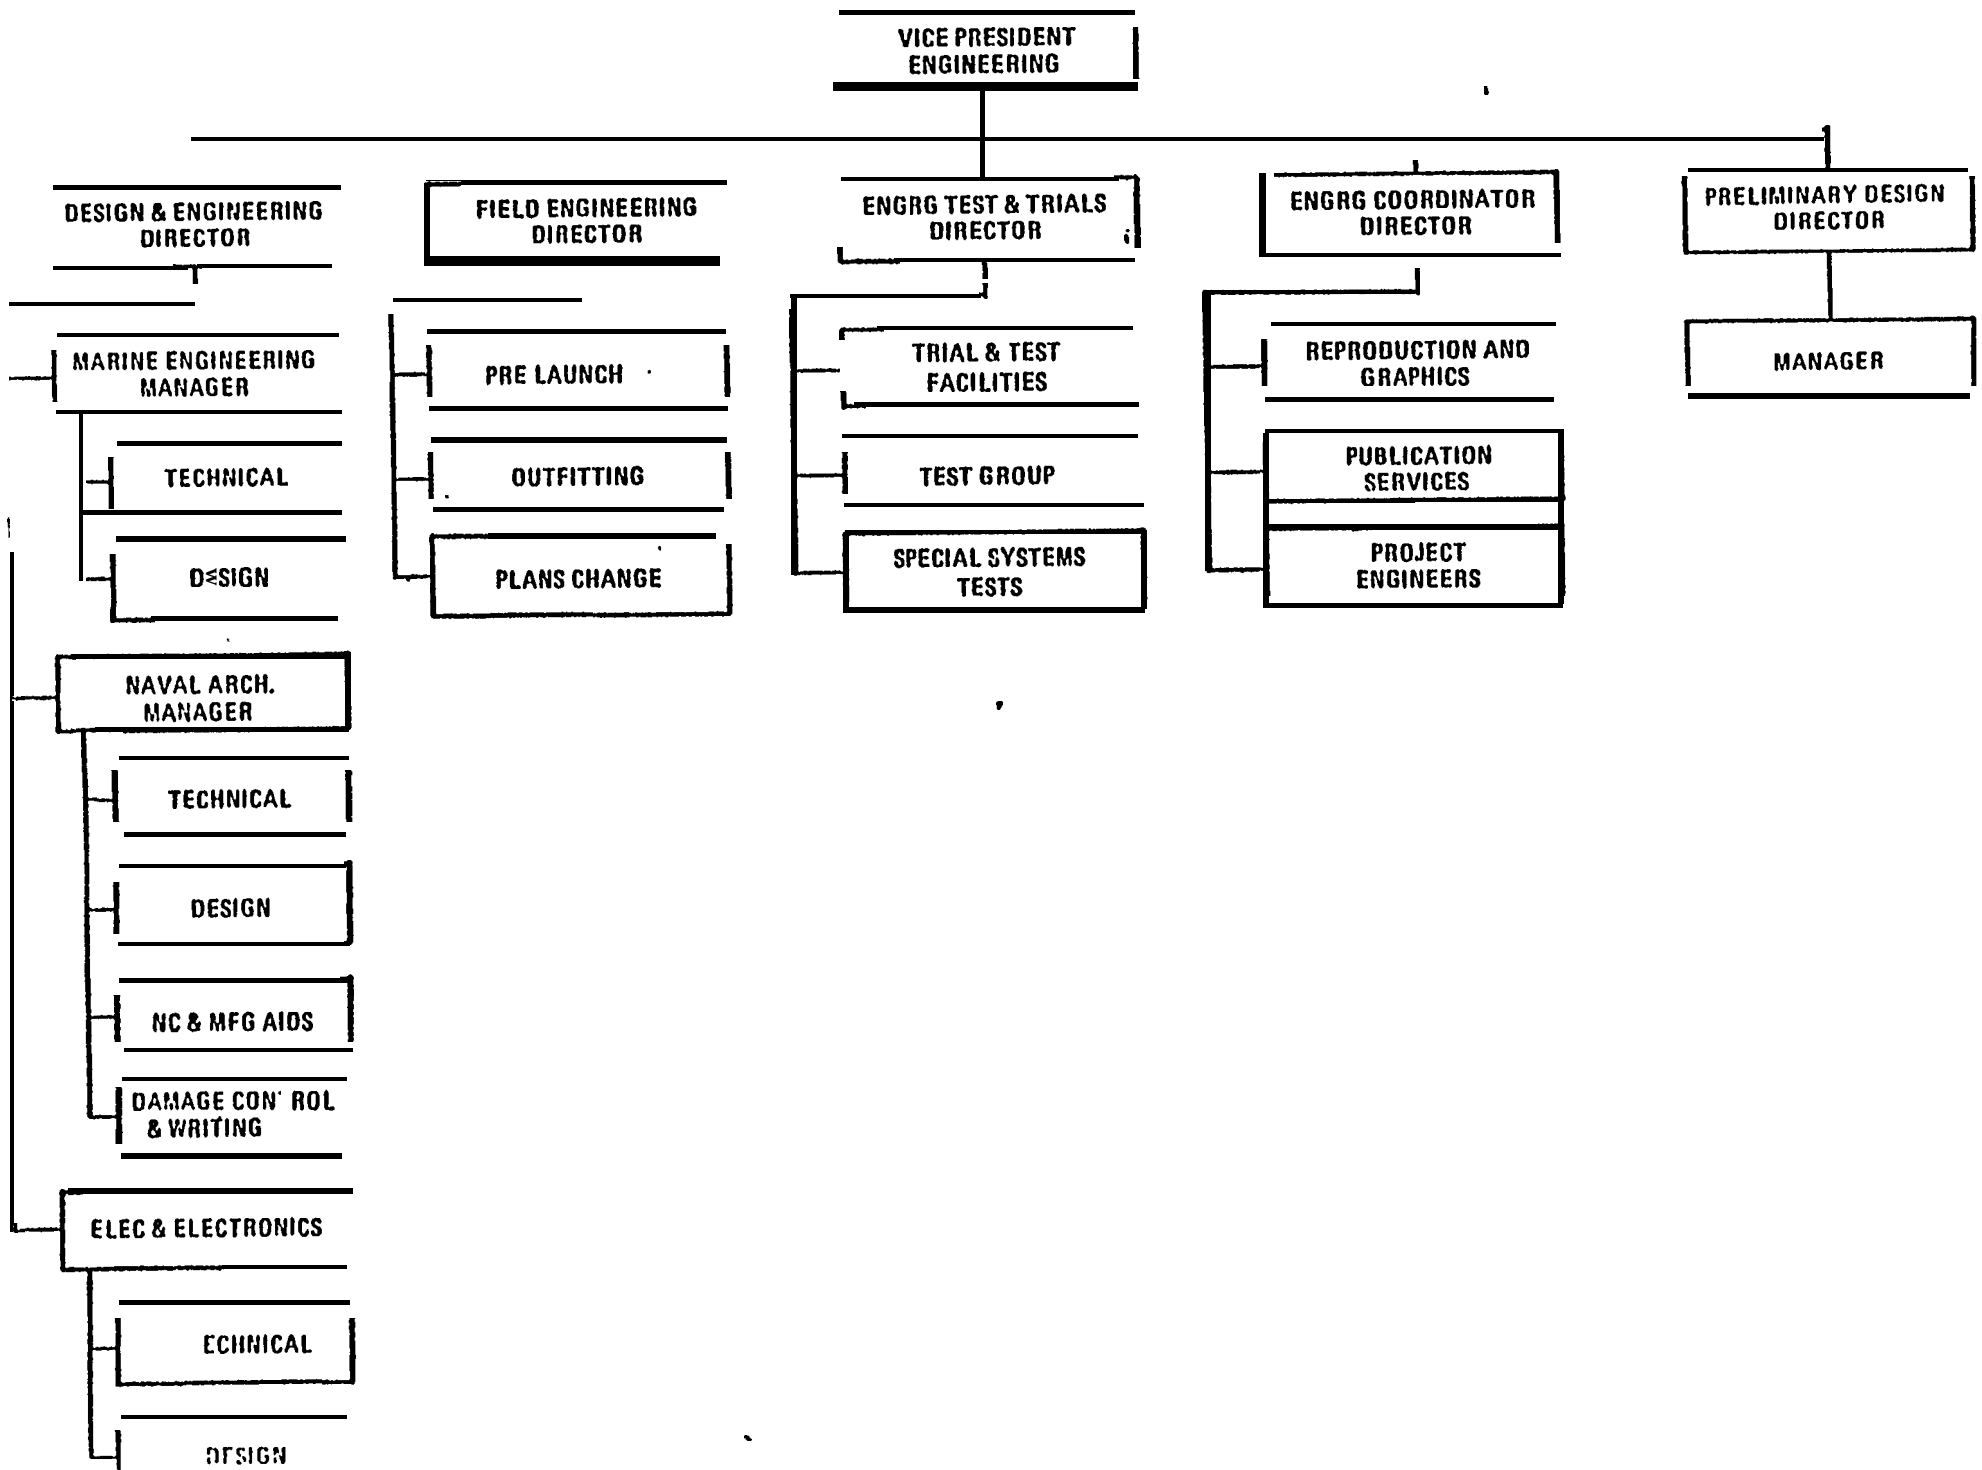 VICE PRESIDENT
ENGINEERING
DESIGN & ENGINEERING
DIRECTOR
FIELD ENGINEERING
DIRECTOR
ENGRG TEST & TRIALS
DIRECTOR
ENGRG COORDINATOR
DIRECTOR
PRELIMINARY DESIGN
DIRECTOR
MARINE ENGINEERING
MANAGER
TECHNICAL
DESIGN
NAVAL ARCH.
MANAGER
TECHNICAL
DESIGN
NC & MFG AIDS
DAMAGE CON' ROL
& WRITING
ELEC & ELECTRONICS
ECHNICAL
DESIGN
PRE LAUNCH
OUTFITTING
PLANS CHANGE
TRIAL & TEST
FACILITIES
TEST GROUP
SPECIAL SYSTEMS
TESTS
REPRODUCTION AND
GRAPHICS
PUBLICATION
SERVICES
PROJECT
ENGINEERS
MANAGER